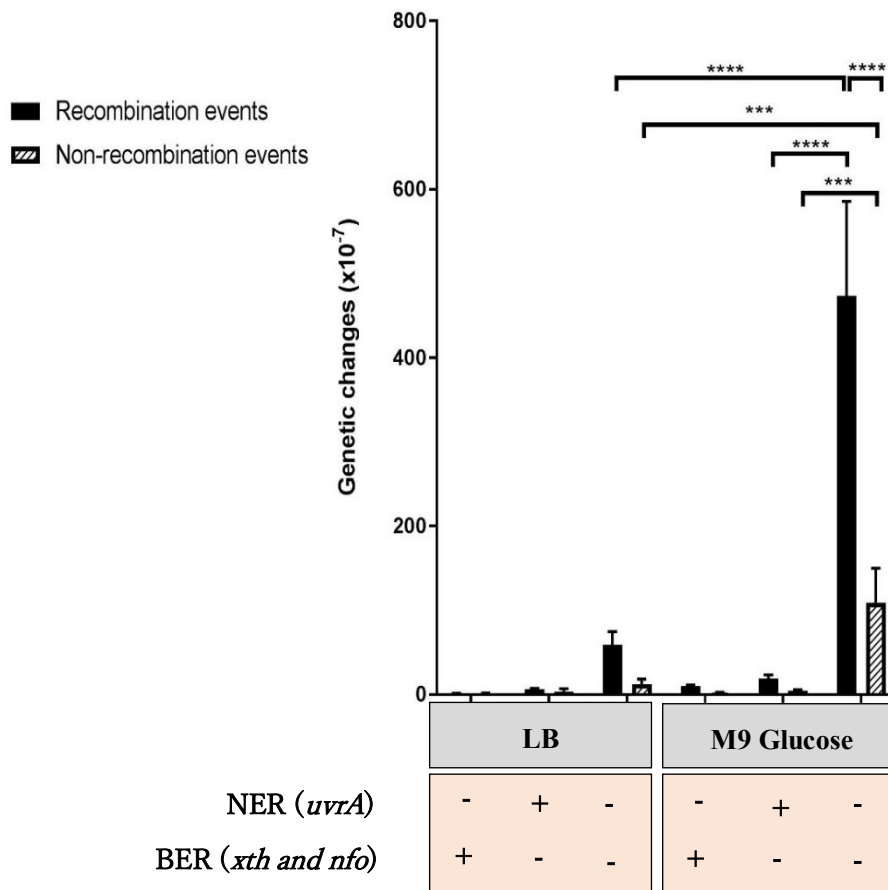 800
600
400
200
0
Genetic changes (x10⁻⁷)
Recombination events
Non-recombination events
****
****
***
****
***
LB
M9 Glucose
NER (uvrA)
- + - - + -
BER (xth and nfo)
+ - - + - -